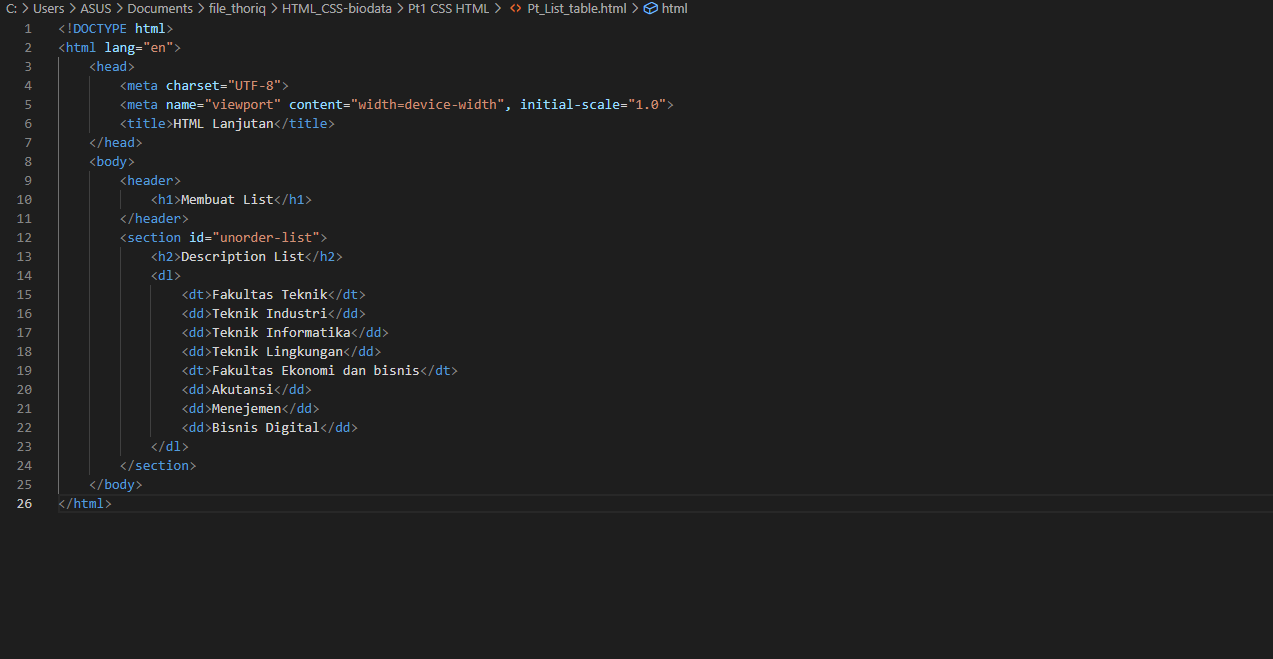 C: > Users > ASUS > Documents > file_thoriq > HTML_CSS-biodata > Pt1 CSS HTML > <> Pt_List_table.html > html
1 <!DOCTYPE html>
2 <html lang="en">
3 <head>
4 <meta charset="UTF-8">
5 <meta name="viewport" content="width=device-width", initial-scale="1.0">
6 <title>HTML Lanjutan</title>
7 </head>
8 <body>
9 <header>
10 <h1>Membuat List</h1>
11 </header>
12 <section id="unorder-list">
13 <h2>Description List</h2>
14 <dl>
15 <dt>Fakultas Teknik</dt>
16 <dd>Teknik Industri</dd>
17 <dd>Teknik Informatika</dd>
18 <dd>Teknik Lingkungan</dd>
19 <dt>Fakultas Ekonomi dan bisnis</dt>
20 <dd>Akutansi</dd>
21 <dd>Menejemen</dd>
22 <dd>Bisnis Digital</dd>
23 </dl>
24 </section>
25 </body>
26 </html>